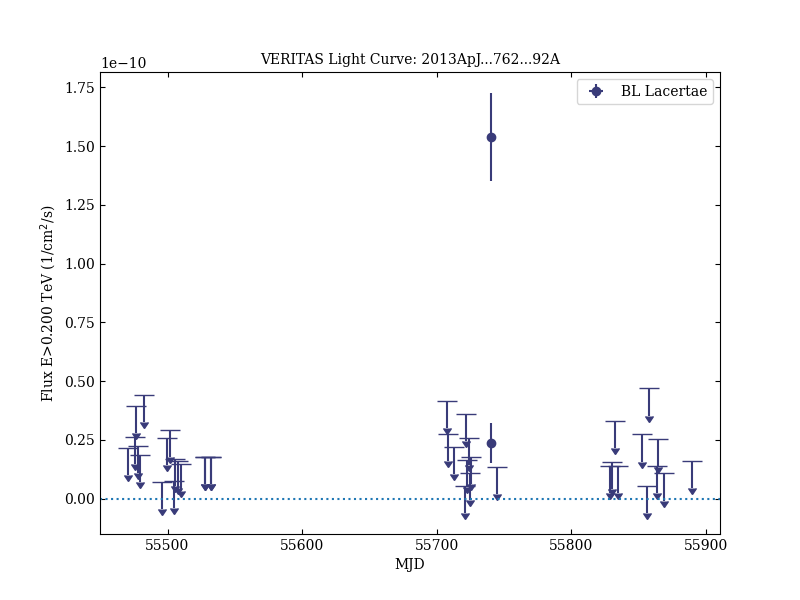 VERITAS Light Curve: 2013ApJ...762...92A
1e−10
BL Lacertae
1.75
1.50
1.25
1.00
0.75
0.50
0.25
0.00
Flux E>0.200 TeV (1/cm²/s)
55500 55600 55700 55800 55900
MJD